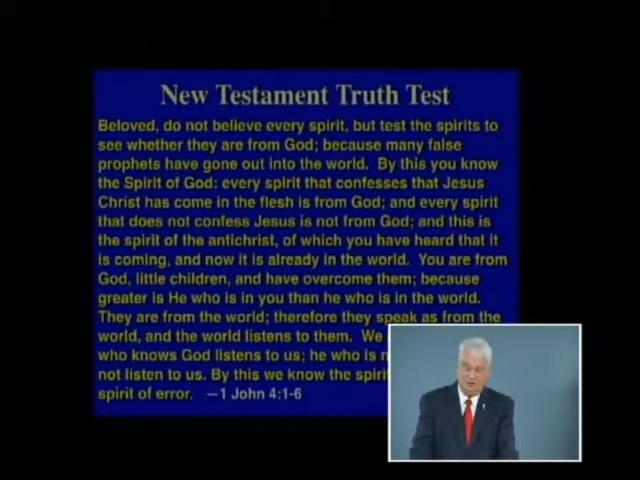 New Testament Truth Test
Beloved, do not believe every spirit, but test the spirits to
see whether they are from God; because many false
prophets have gone out into the world. By this you know
the Spirit of God: every spirit that confesses that Jesus
Christ has come in the flesh is from God; and every spirit
that does not confess Jesus is not from God; and this is
the spirit of the antichrist, of which you have heard that it
is coming, and now it is already in the world. You are from
God, little children, and have overcome them; because
greater is He who is in you than he who is in the world.
They are from the world; therefore they speak as from the
world, and the world listens to them. We
who knows God listens to us; he who is
not listen to us. By this we know the
spirit of error. —1 John 4:1-6